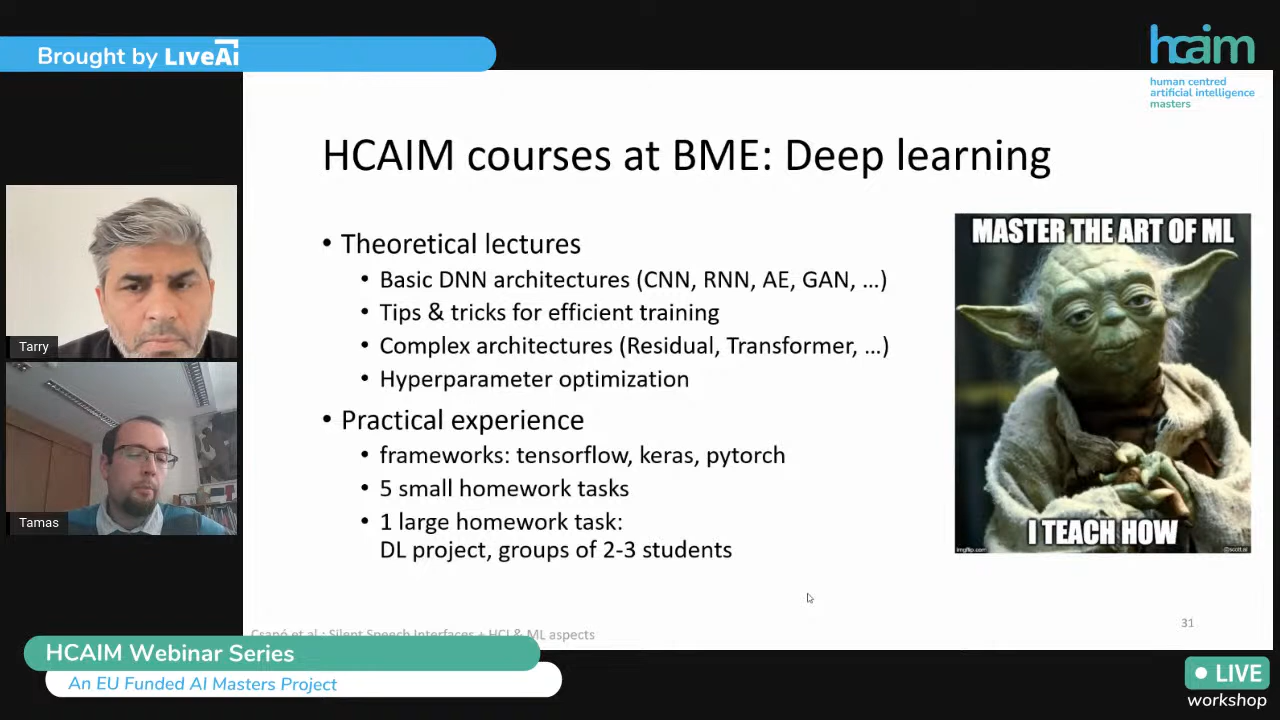 Brought by LiveAi
hcaim
human centred
artificial intelligence
masters
HCAIM courses at BME: Deep learning
• Theoretical lectures
• Basic DNN architectures (CNN, RNN, AE, GAN, ...)
• Tips & tricks for efficient training
• Complex architectures (Residual, Transformer, ...)
• Hyperparameter optimization
• Practical experience
• frameworks: tensorflow, keras, pytorch
• 5 small homework tasks
• 1 large homework task:
DL project, groups of 2-3 students
MASTER THE ART OF ML
I TEACH HOW
imgflip.com
Tarry
Tamas
Csapó et al.: Silent Speech Interfaces + HCI & ML aspects
31
HCAIM Webinar Series
An EU Funded AI Masters Project
LIVE
workshop